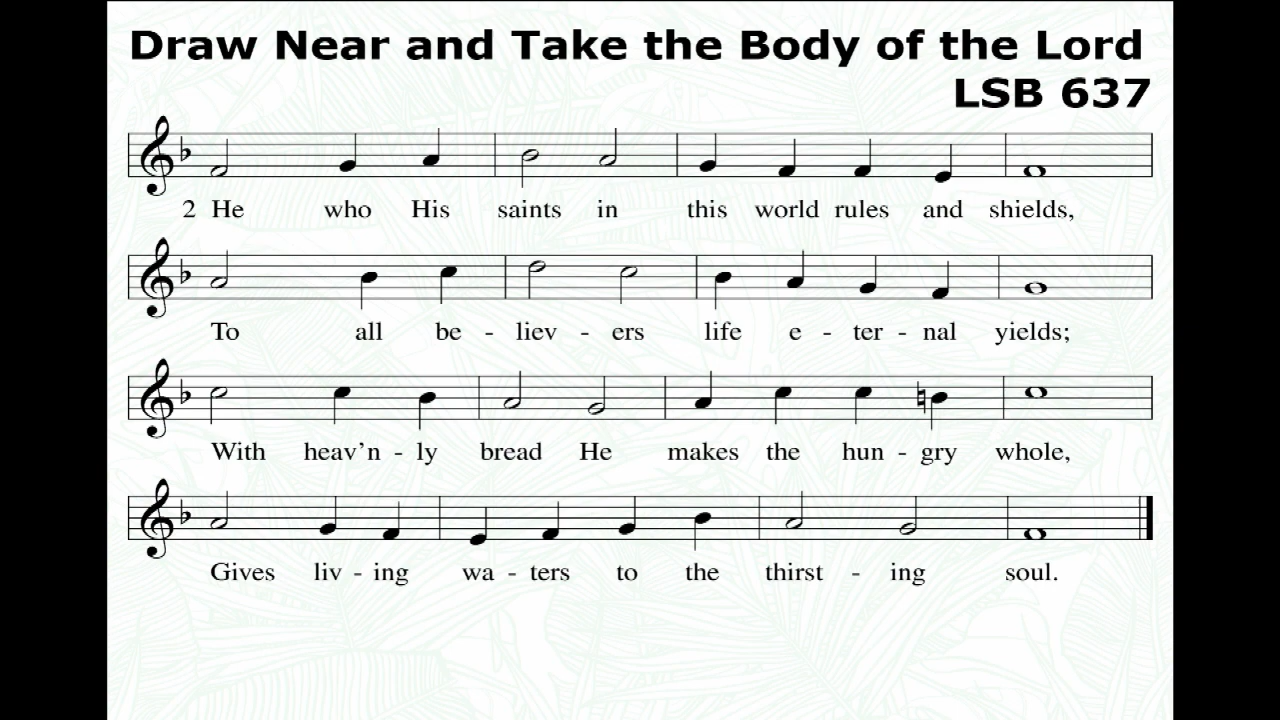 Draw Near and Take the Body of the Lord
LSB 637
2 He who His saints in this world rules and shields,
To all be - liev - ers life e - ter - nal yields;
With heav'n - ly bread He makes the hun - gry whole,
Gives liv - ing wa - ters to the thirst - ing soul.